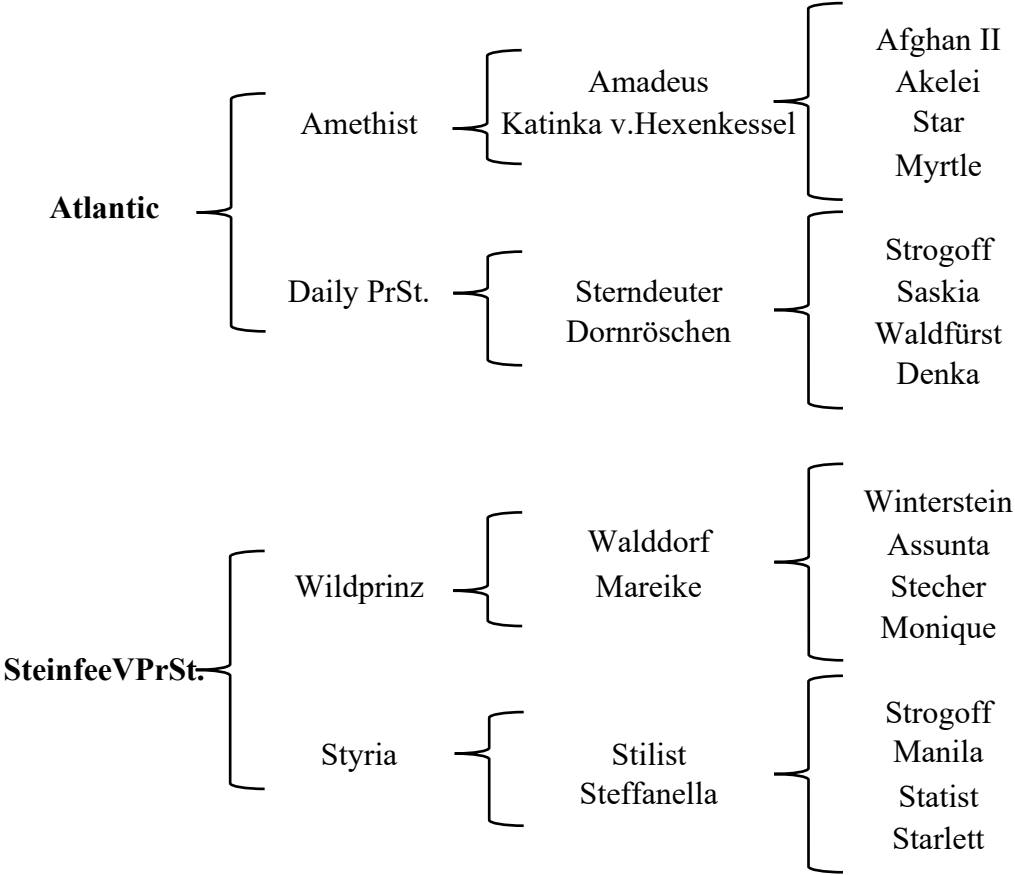 Atlantic
Amethist
Amadeus
Katinka v.Hexenkessel
Afghan II
Akelei
Star
Myrtle
Daily PrSt.
Sterndeuter
Dornröschen
Strogoff
Saskia
Waldfürst
Denka
SteinfeeVPrSt.
Wildprinz
Walddorf
Mareike
Winterstein
Assunta
Stecher
Monique
Styria
Stilist
Steffanella
Strogoff
Manila
Statist
Starlett